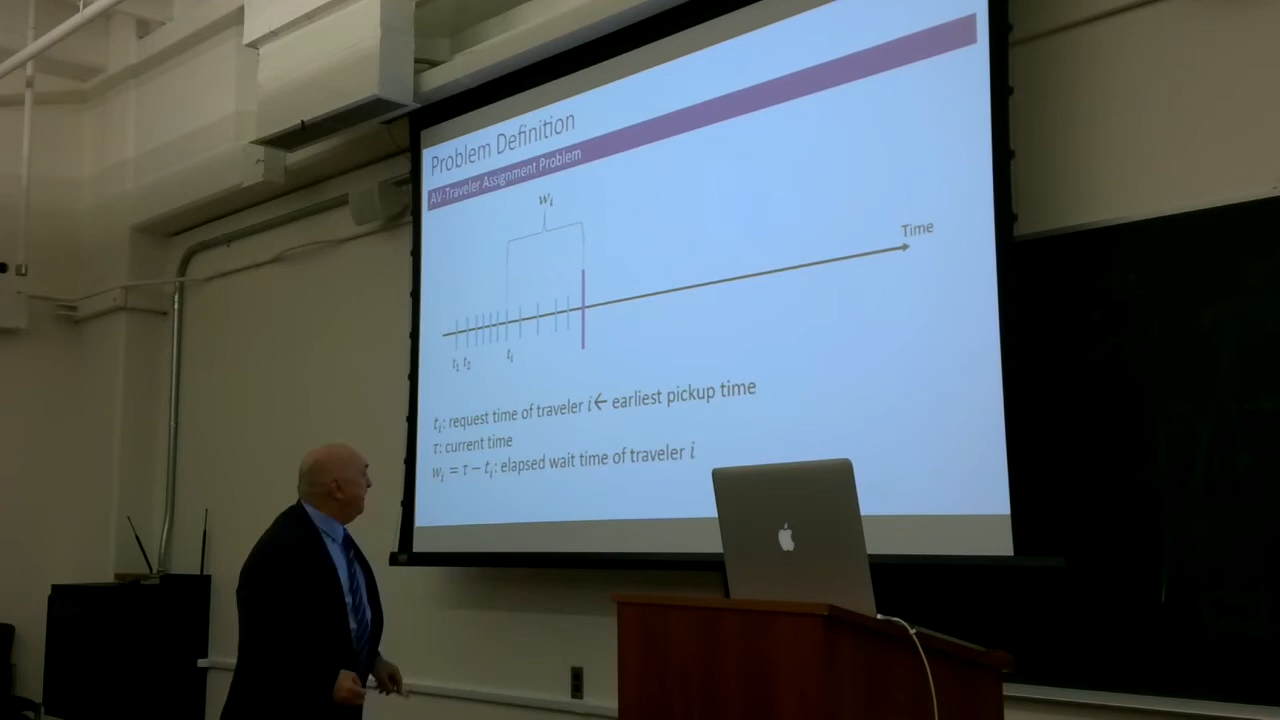 Problem Definition
AV-Traveler Assignment Problem
wᵢ
Time
t₁ t₂ tᵢ
tᵢ: request time of traveler i← earliest pickup time
τ: current time
wᵢ = τ − tᵢ: elapsed wait time of traveler i